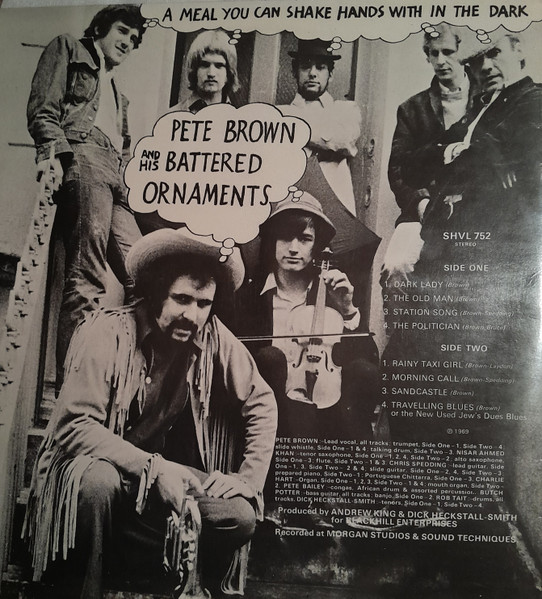 A MEAL YOU CAN SHAKE HANDS WITH IN THE DARK
PETE BROWN
AND HIS BATTERED
ORNAMENTS
SHVL 752
STEREO
SIDE ONE
1. DARK LADY (Brown)
2. THE OLD MAN (Brown)
3. STATION SONG (Brown-Spedding)
4. THE POLITICIAN (Brown-Bruce)
SIDE TWO
1. RAINY TAXI GIRL (Brown-
2. MORNING CALL (Brown-Spedding)
3. SANDCASTLE (Brown)
4. TRAVELLING BLUES (Brown)
or the New Used Jew's Dues Blues
℗ 1969
PETE BROWN-Lead vocal, all tracks; trumpet, Side One-1, Side Two-4,
slide whistle, Side One-1 & 4; talking drum, Side Two-3. NISAR AHMED
KHAN-tenor saxophone, Side One-1, 2, 4, Side Two-2; alto saxophone,
Side One-3; flute, Side Two-1 & 3. CHRIS SPEDDING-lead guitar, Side
One-1, 3, Side Two-2 & 4, slide guitar, Side One-2, 4, Side Two-3;
prepared piano, Side Two-1; Portuguese Chittarra, Side One-3. CHARLIE
HART-Organ, Side One-1, 2, 3, Side Two-1 & 4; mouth organ, Side Two-
2. PETE BAILEY-congas, African drum & assorted percussion. BUTCH
POTTER-bass guitar, all tracks; banjo, Side One-2. ROB TAIT-drums, all
tracks. DICK HECKSTALL-SMITH-tenors, Side One-1, Side Two-4.
Produced by ANDREW KING & DICK HECKSTALL-SMITH
for BLACKHILL ENTERPRISES
Recorded at MORGAN STUDIOS & SOUND TECHNIQUES